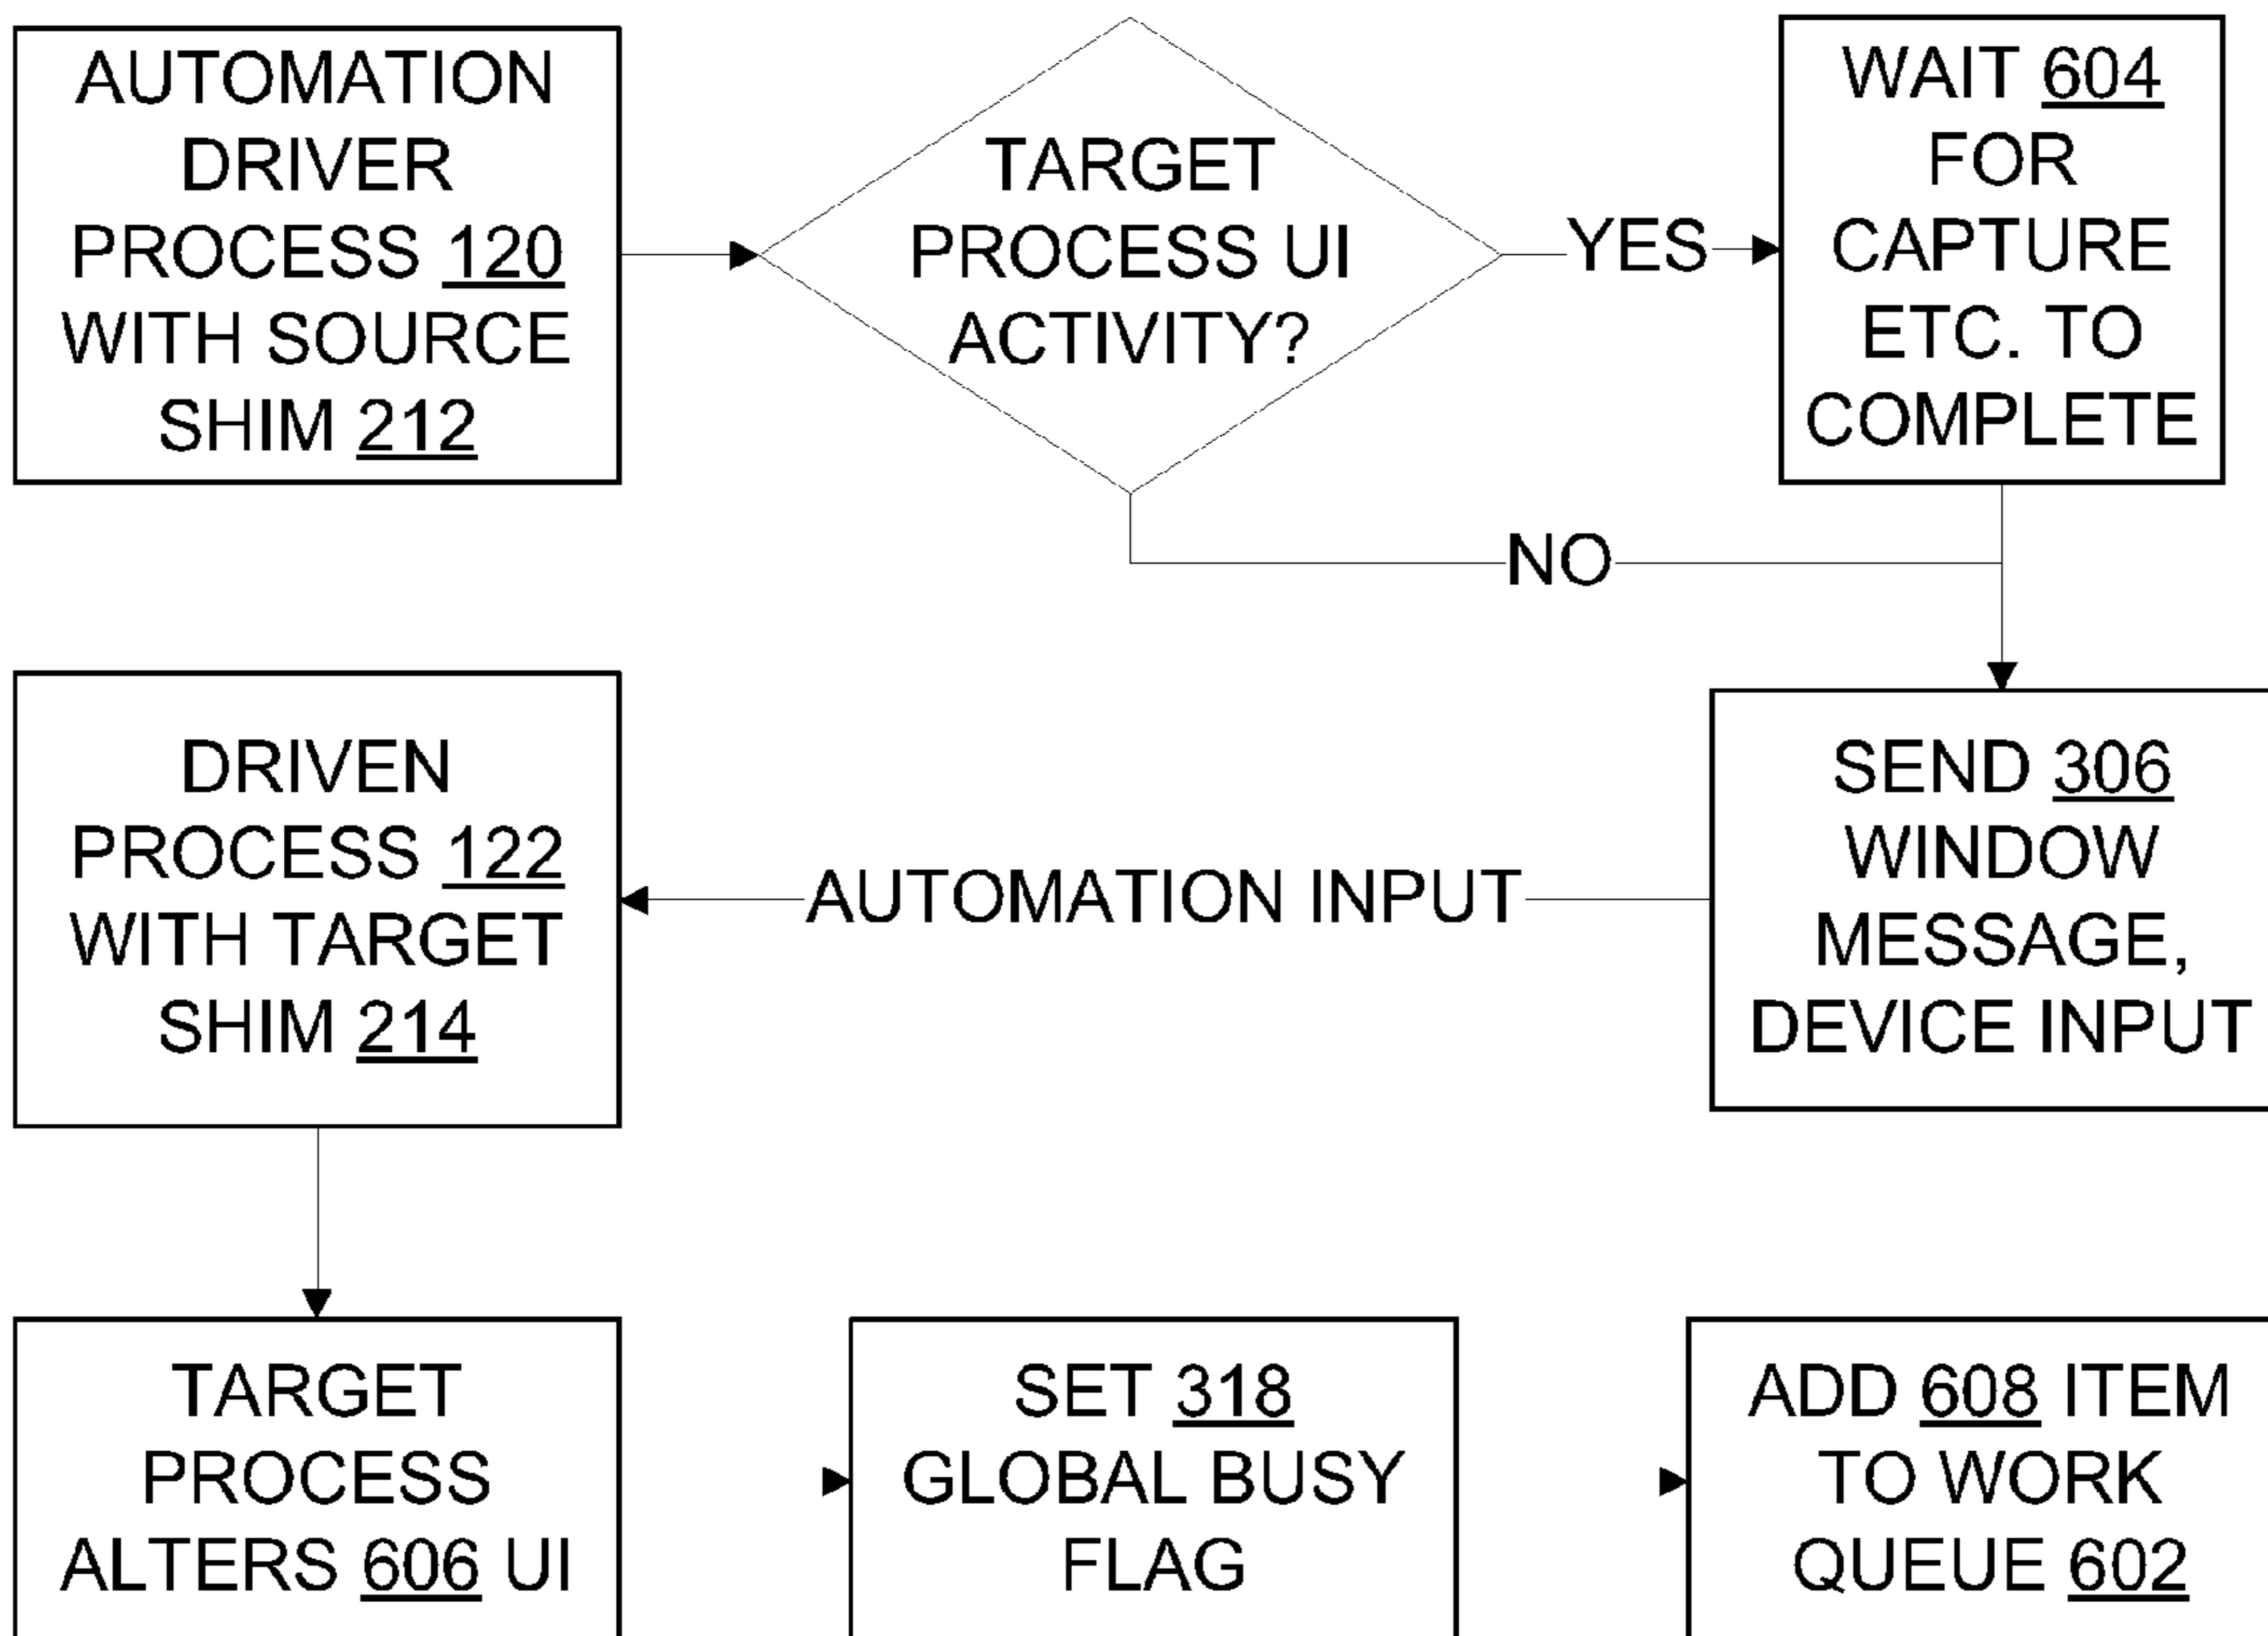 AUTOMATION
DRIVER
PROCESS 120
WITH SOURCE
SHIM 212
TARGET
PROCESS UI
ACTIVITY?
YES
WAIT 604
FOR
CAPTURE
ETC. TO
COMPLETE
NO
DRIVEN
PROCESS 122
WITH TARGET
SHIM 214
AUTOMATION INPUT
SEND 306
WINDOW
MESSAGE,
DEVICE INPUT
TARGET
PROCESS
ALTERS 606 UI
SET 318
GLOBAL BUSY
FLAG
ADD 608 ITEM
TO WORK
QUEUE 602